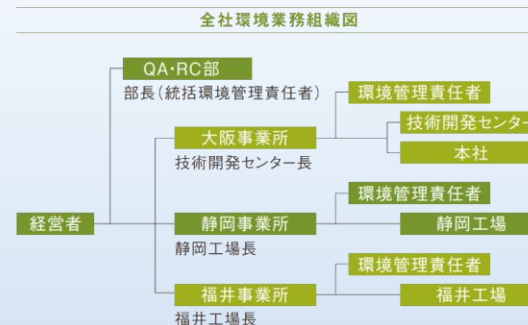 全社環境業務組織図
QA・RC部
部長（統括環境管理責任者）
環境管理責任者
技術開発センター
大阪事業所
本社
技術開発センター長
環境管理責任者
経営者
静岡事業所
静岡工場
静岡工場長
環境管理責任者
福井事業所
福井工場
福井工場長